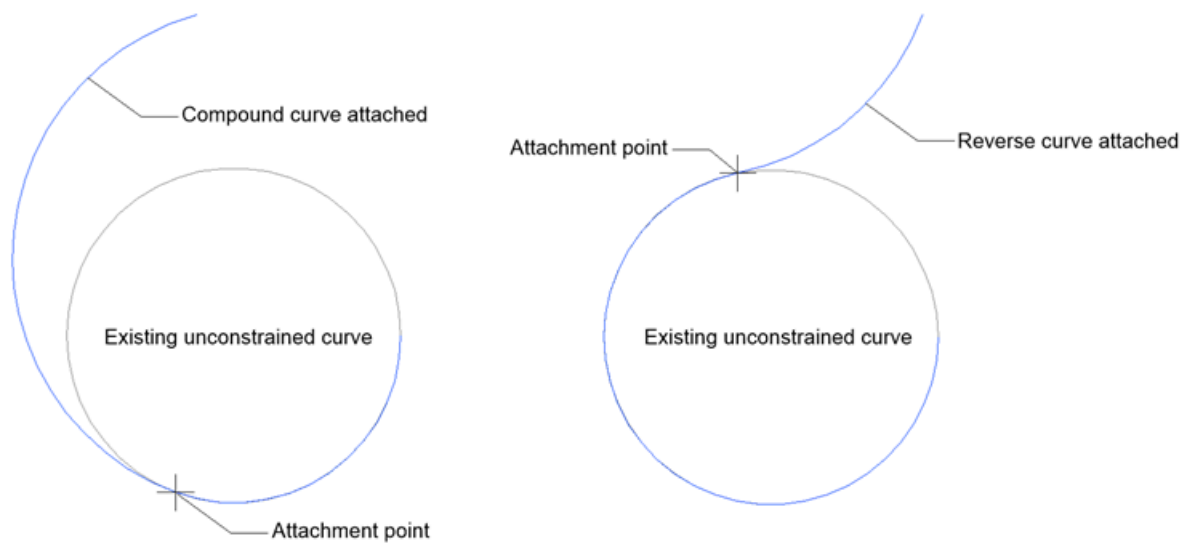 Compound curve attached
Existing unconstrained curve
Attachment point
Attachment point
Reverse curve attached
Existing unconstrained curve